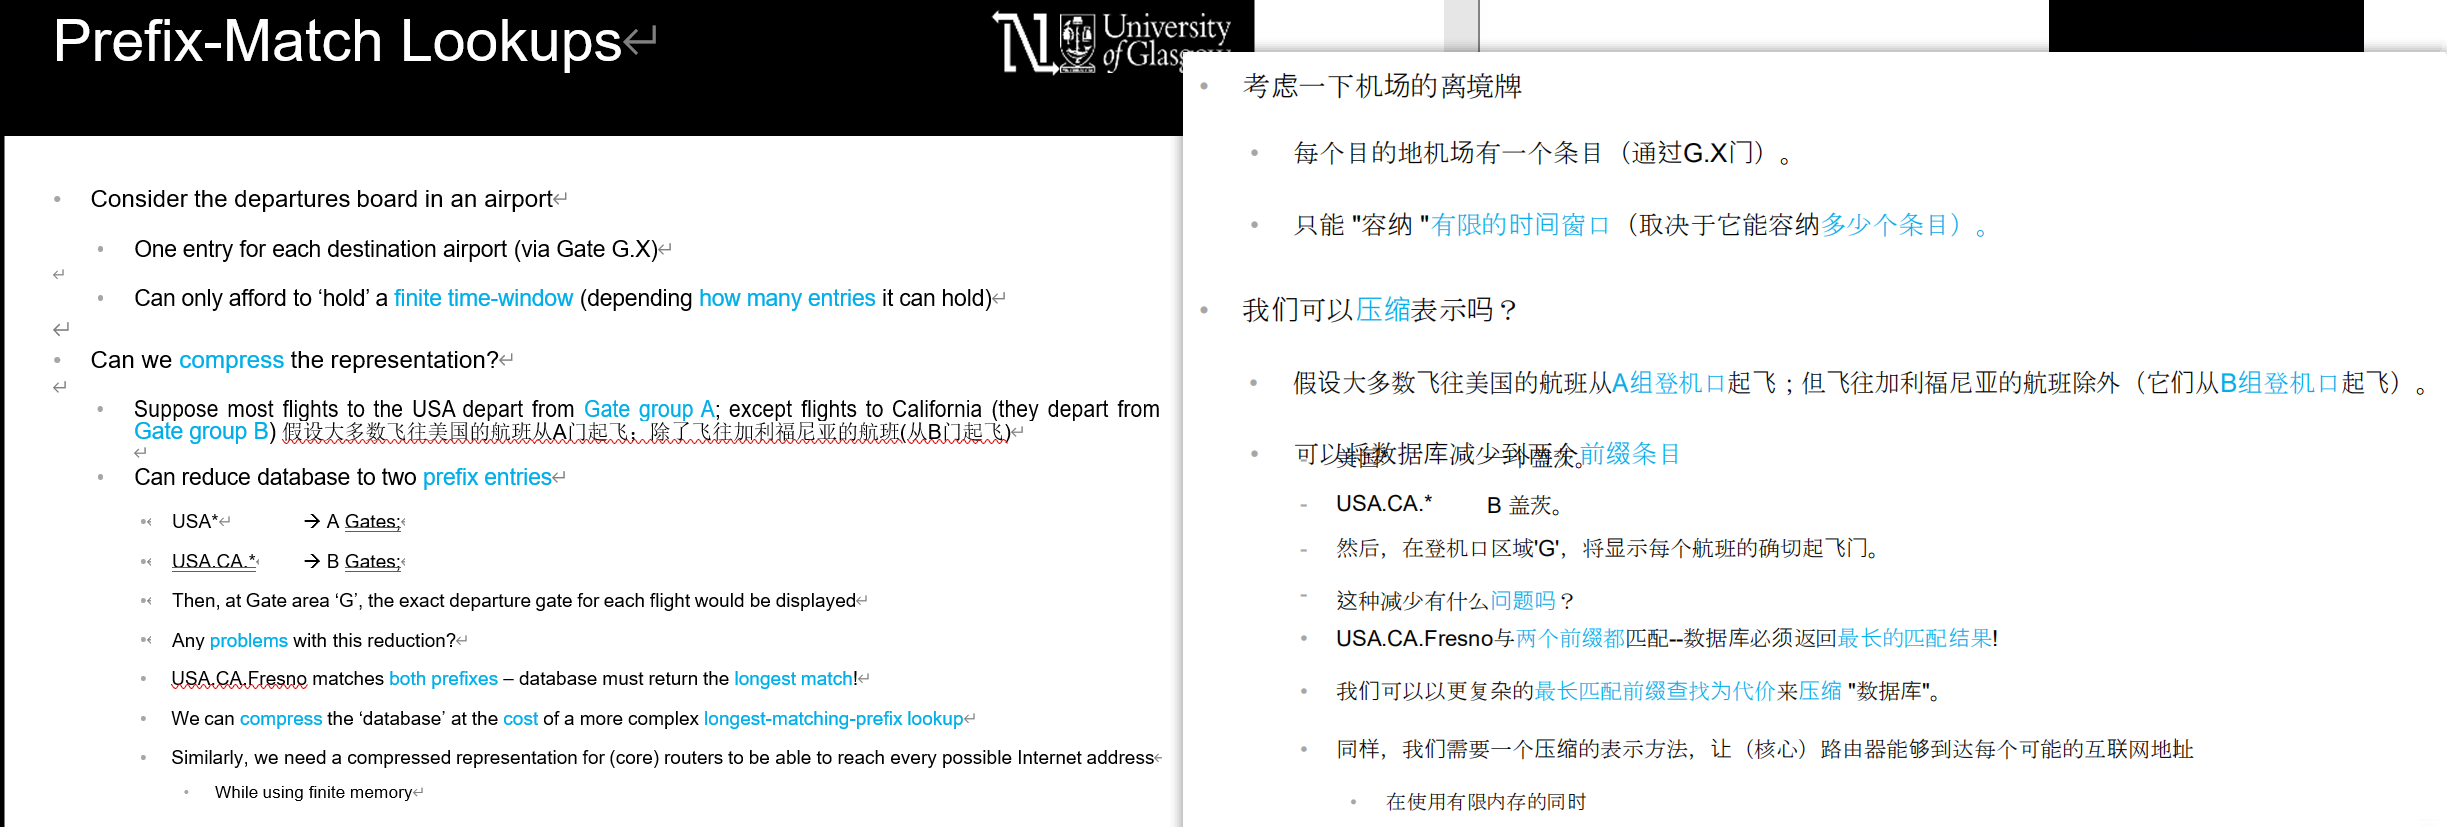 Prefix-Match Lookups↵
University
of Glasgow
Consider the departures board in an airport↵
One entry for each destination airport (via Gate G.X)↵
↵
Can only afford to ‘hold’ a finite time-window (depending how many entries it can hold)↵
↵
Can we compress the representation?↵
↵
Suppose most flights to the USA depart from Gate group A; except flights to California (they depart from
Gate group B) 假设大多数飞往美国的航班从A门起飞；除了飞往加利福尼亚的航班(从B门起飞)↵
↵
Can reduce database to two prefix entries↵
USA*↵ → A Gates;
USA.CA.* → B Gates;
Then, at Gate area ‘G’, the exact departure gate for each flight would be displayed↵
Any problems with this reduction?↵
USA.CA.Fresno matches both prefixes – database must return the longest match!↵
We can compress the ‘database’ at the cost of a more complex longest-matching-prefix lookup↵
Similarly, we need a compressed representation for (core) routers to be able to reach every possible Internet address↵
While using finite memory↵
考虑一下机场的离境牌
每个目的地机场有一个条目（通过G.X门）。
只能 "容纳 "有限的时间窗口（取决于它能容纳多少个条目）。
我们可以压缩表示吗？
假设大多数飞往美国的航班从A组登机口起飞；但飞往加利福尼亚的航班除外（它们从B组登机口起飞）。
可以将数据库减少到两个前缀条目
USA.CA.* B 盖茨。
然后，在登机口区域'G'，将显示每个航班的确切起飞门。
这种减少有什么问题吗？
USA.CA.Fresno与两个前缀都匹配--数据库必须返回最长的匹配结果!
我们可以以更复杂的最长匹配前缀查找为代价来压缩 "数据库"。
同样，我们需要一个压缩的表示方法，让（核心）路由器能够到达每个可能的互联网地址
在使用有限内存的同时